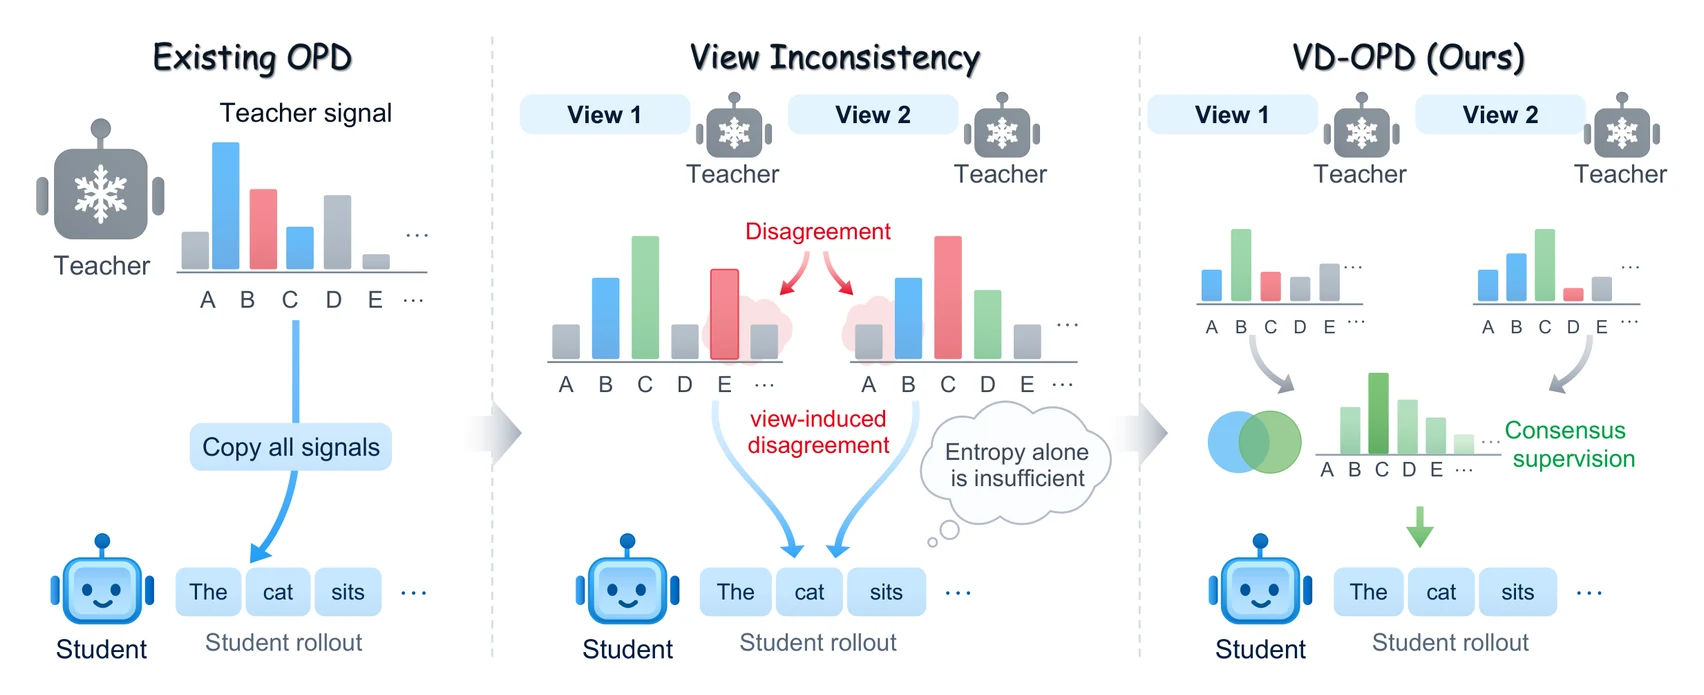 Existing OPD
Teacher signal
Teacher
A B C D E ...
Copy all signals
Student
The cat sits ...
Student rollout
View Inconsistency
View 1
Teacher
View 2
Teacher
Disagreement
...
A B C D E ...
A B C D E ...
view-induced
disagreement
Entropy alone
is insufficient
Student
The cat sits ...
Student rollout
VD-OPD (Ours)
View 1
Teacher
View 2
Teacher
...
A B C D E ...
...
A B C D E ...
...
A B C D E ...
Consensus
supervision
Student
The cat sits ...
Student rollout